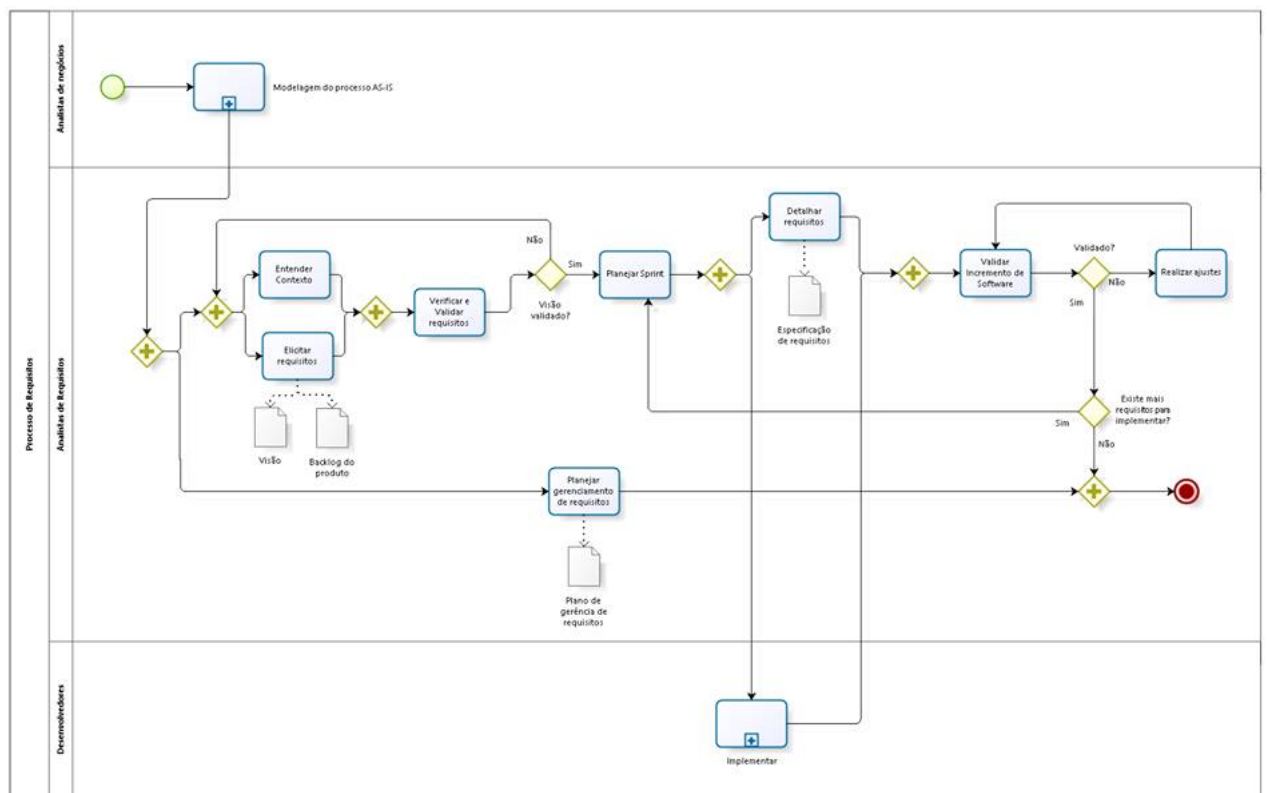 Processo de Requisitos
Analistas de negócios
Modelagem do processo AS-IS
Analistas de Requisitos
Entender
Contexto
Elicitar
requisitos
Visão
Backlog do
produto
Verificar e
Validar
requisitos
Não
Sim
Visão
validado?
Planejar Sprint
Detalhar
requisitos
Especificação
de requisitos
Validar
Incremento de
Software
Validado?
Não
Sim
Realizar ajustes
Existe mais
requisitos para
implementar?
Sim
Não
Planejar
gerenciamento
de requisitos
Plano de
gerência de
requisitos
Desenvolvedores
Implementar